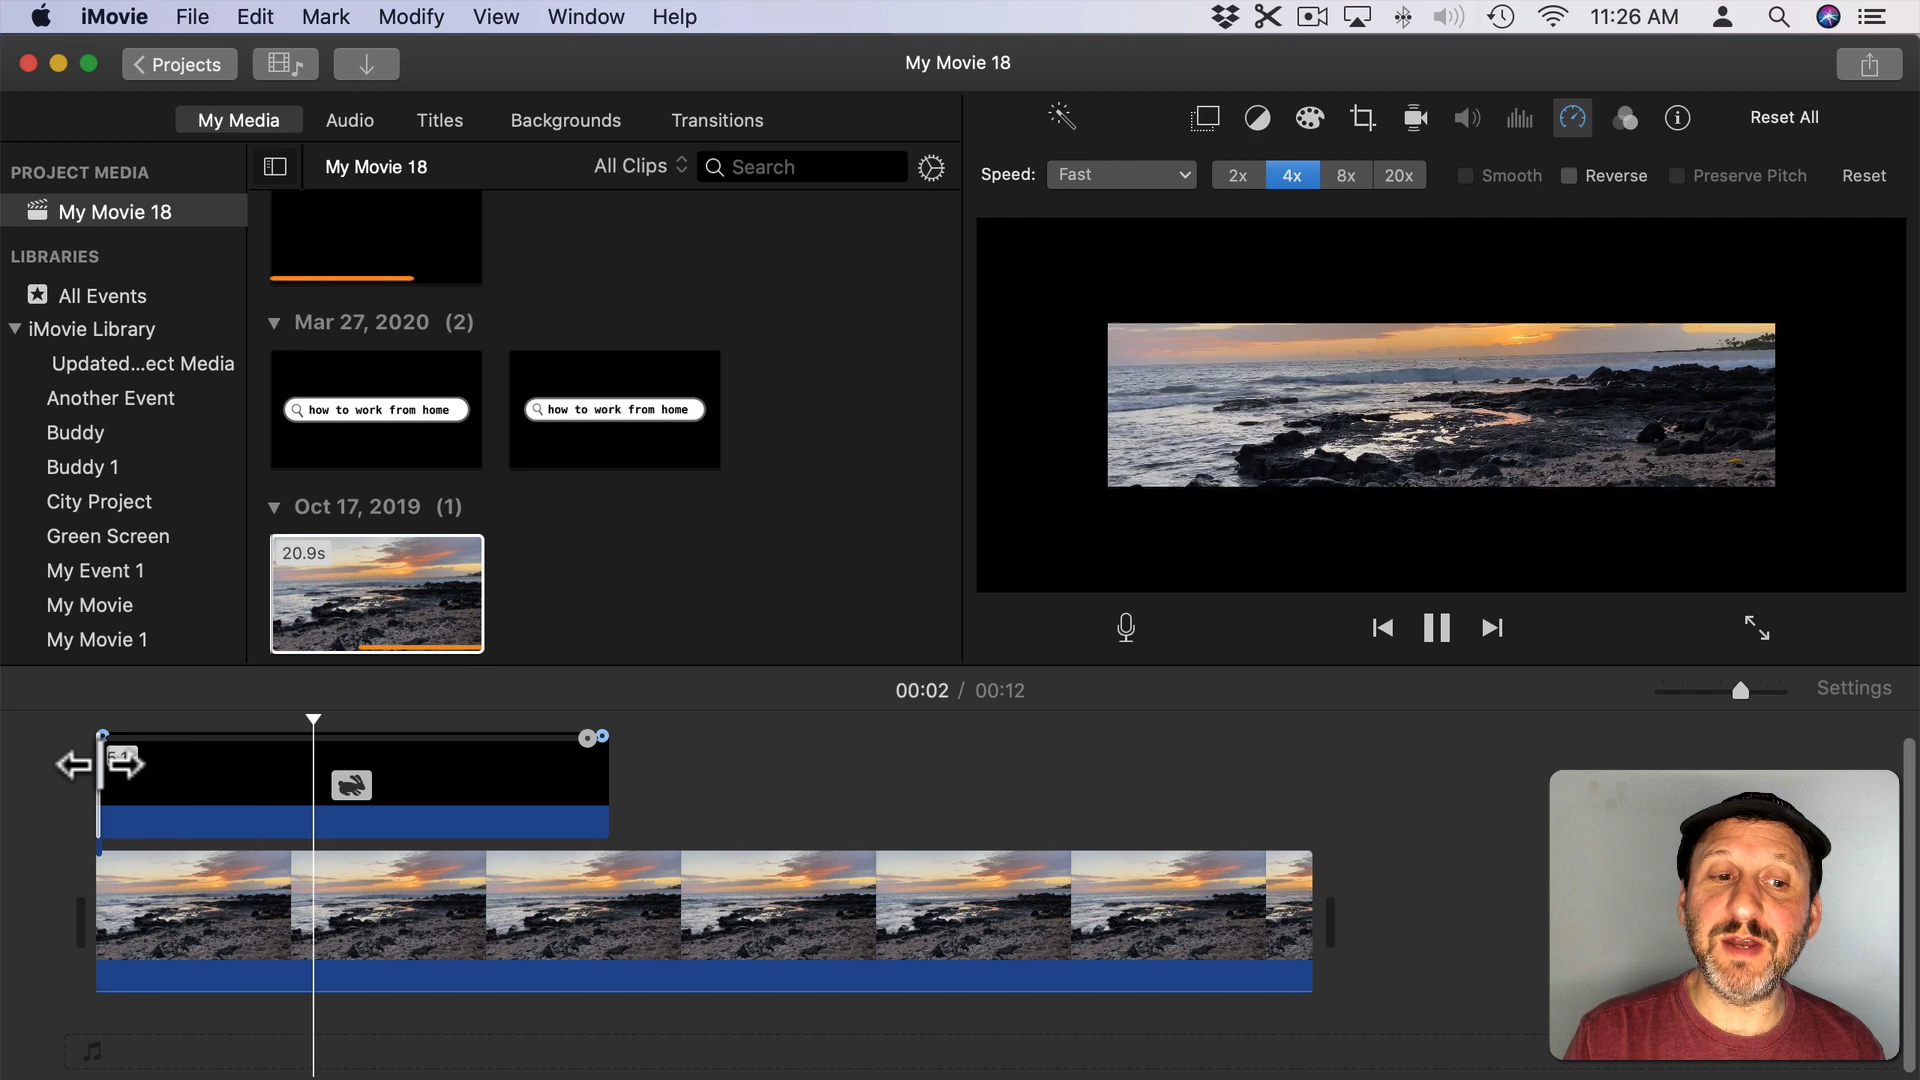 iMovie File Edit Mark Modify View Window Help 11:26 AM
Projects My Movie 18
My Media Audio Titles Backgrounds Transitions Reset All
PROJECT MEDIA My Movie 18 All Clips Search
Speed: Fast 2x 4x 8x 20x Smooth Reverse Preserve Pitch Reset
My Movie 18
LIBRARIES
All Events
iMovie Library
Updated...ect Media
Another Event
Buddy
Buddy 1
City Project
Green Screen
My Event 1
My Movie
My Movie 1
Mar 27, 2020 (2)
how to work from home how to work from home
Oct 17, 2019 (1)
20.9s
00:02 / 00:12 Settings